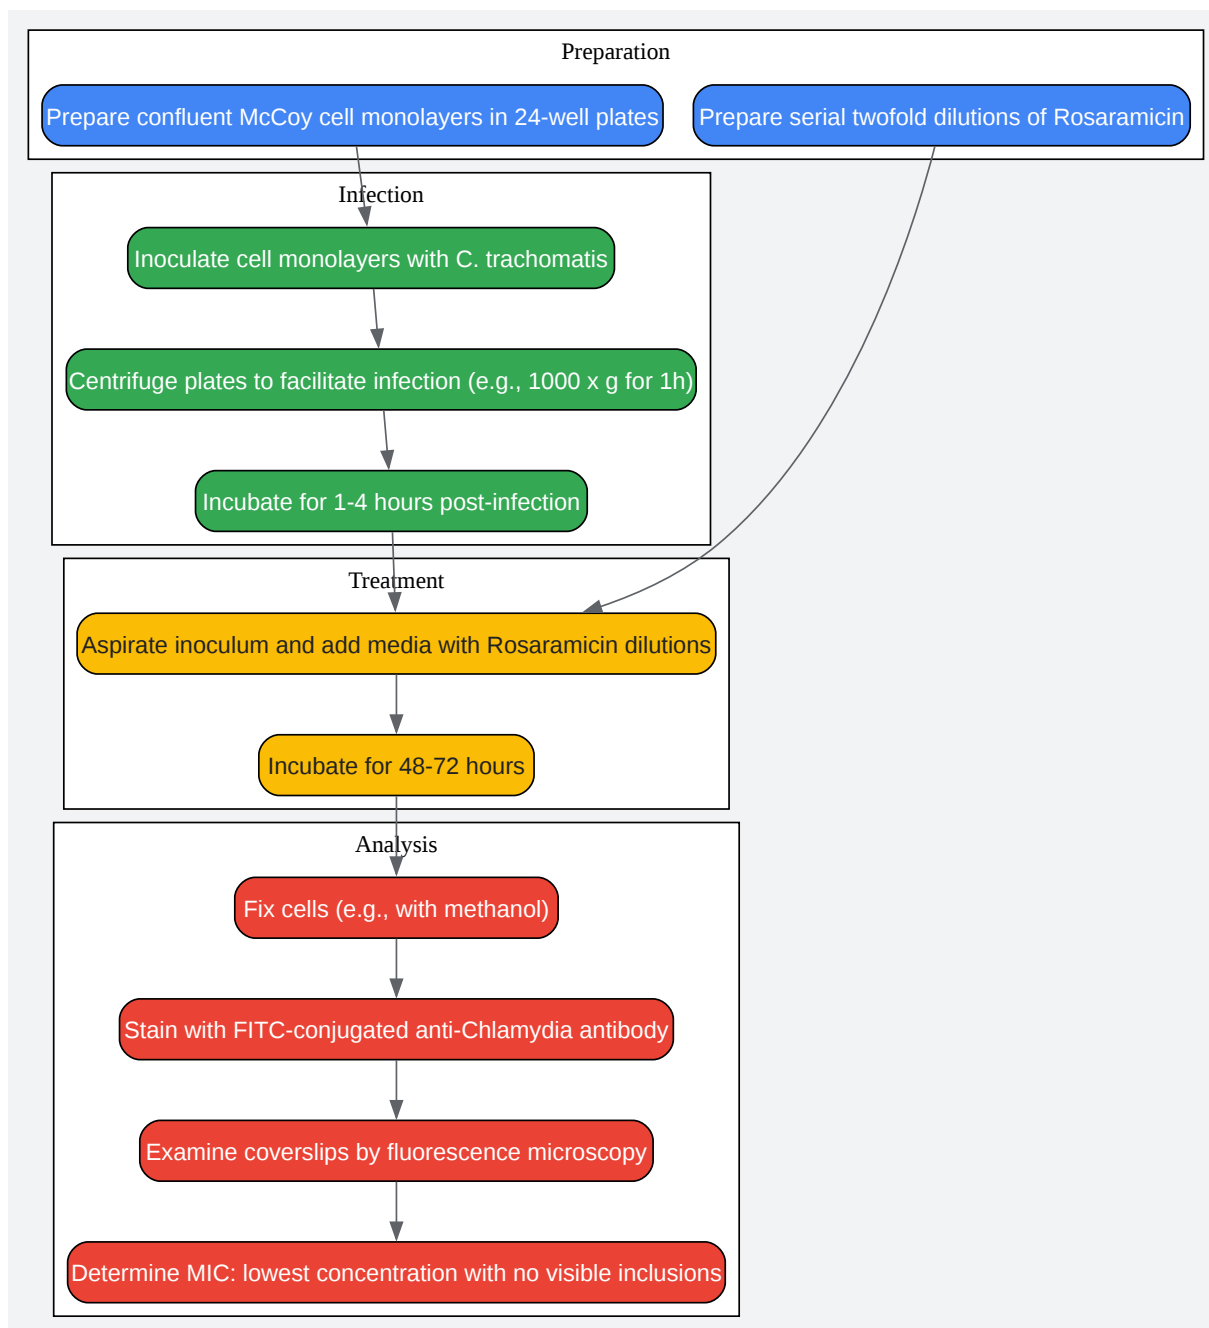 Preparation
Prepare confluent McCoy cell monolayers in 24-well plates
Prepare serial twofold dilutions of Rosaramicin
Infection
Inoculate cell monolayers with C. trachomatis
Centrifuge plates to facilitate infection (e.g., 1000 x g for 1h)
Incubate for 1-4 hours post-infection
Treatment
Aspirate inoculum and add media with Rosaramicin dilutions
Incubate for 48-72 hours
Analysis
Fix cells (e.g., with methanol)
Stain with FITC-conjugated anti-Chlamydia antibody
Examine coverslips by fluorescence microscopy
Determine MIC: lowest concentration with no visible inclusions